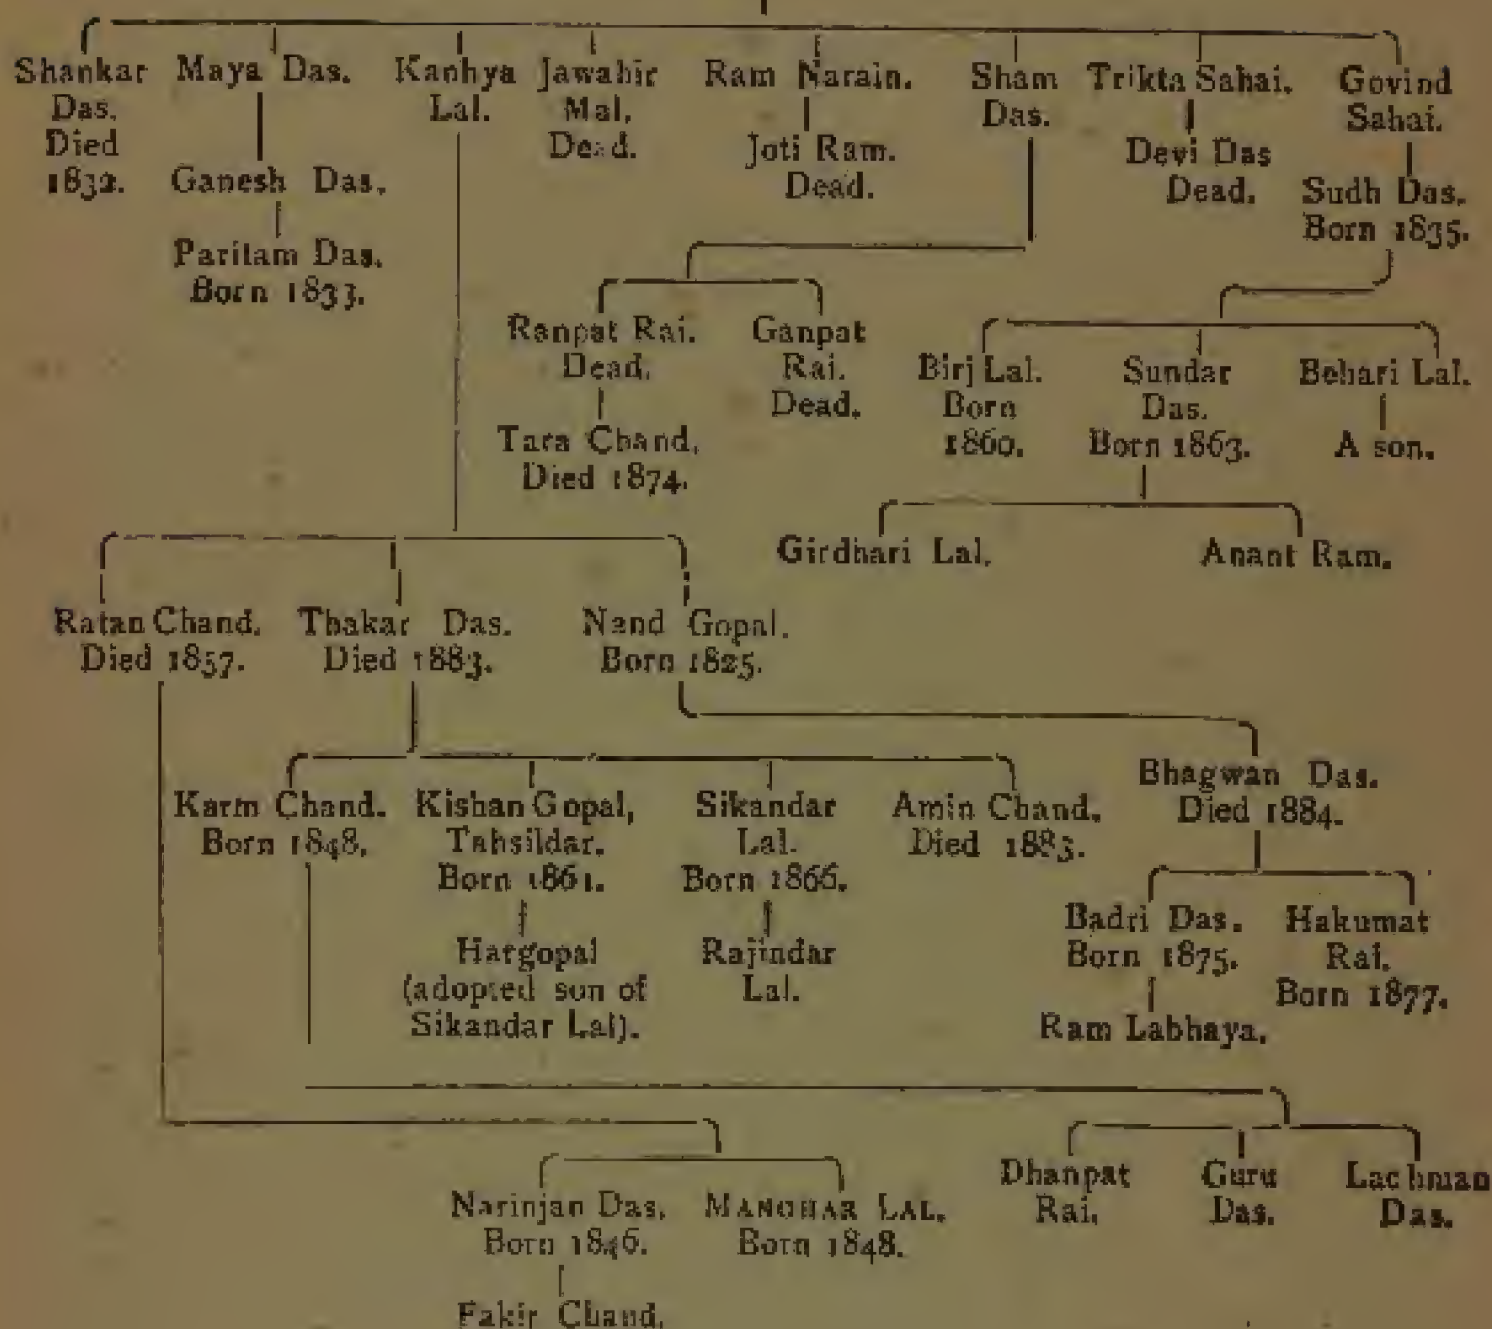 Shankar
Das.
Died
1832.
Maya Das.
Ganesh Das.
Paritam Das.
Born 1833.
Kanhya
Lal.
Jawahir
Mal.
Dead.
Ram Narain.
Joti Ram.
Dead.
Sham
Das.
Trikta Sahai.
Devi Das
Dead.
Govind
Sahai.
Sudh Das.
Born 1835.
Ranpat Rai.
Dead.
Tara Chand.
Died 1874.
Ganpat
Rai.
Dead.
Birj Lal.
Born
1860.
Sundar
Das.
Born 1863.
Behari Lal.
A son.
Girdhari Lal.
Anant Ram.
Ratan Chand.
Died 1857.
Thakar Das.
Died 1883.
Nand Gopal.
Born 1825.
Karm Chand.
Born 1848.
Kishan Gopal,
Tahsildar.
Born 1861.
Hargopal
(adopted son of
Sikandar Lal).
Sikandar
Lal.
Born 1866.
Rajindar
Lal.
Amin Chand.
Died 1883.
Bhagwan Das.
Died 1884.
Badri Das.
Born 1875.
Ram Labhaya.
Hakumat
Rai.
Born 1877.
Narinjan Das.
Born 1846.
Fakir Chand.
MANOHAR LAL.
Born 1848.
Dhanpat
Rai.
Guru
Das.
Lachman
Das.